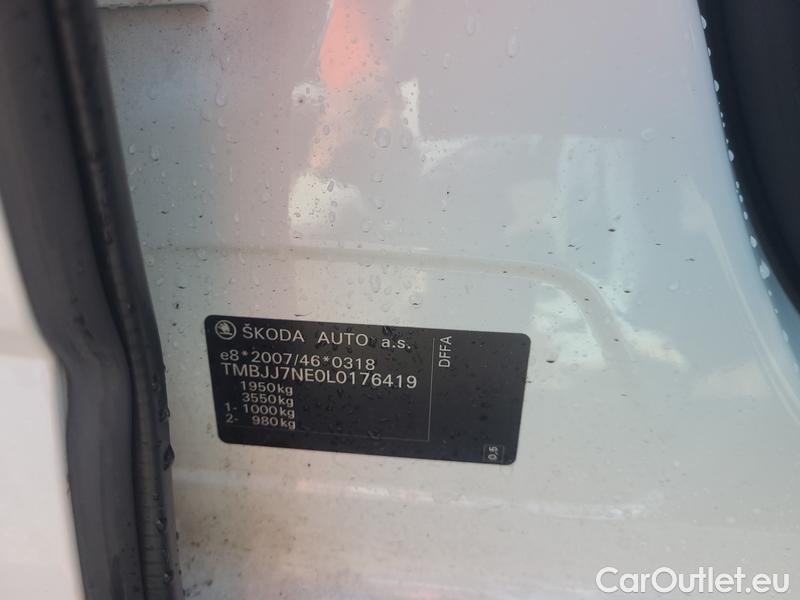 ŠKODA AUTO a.s.
e8*2007/46*0318
TMBJJ7NE0L0176419
1950kg
3550kg
1- 1000kg
2- 980kg
DFFA
0.5
CarOutlet.eu